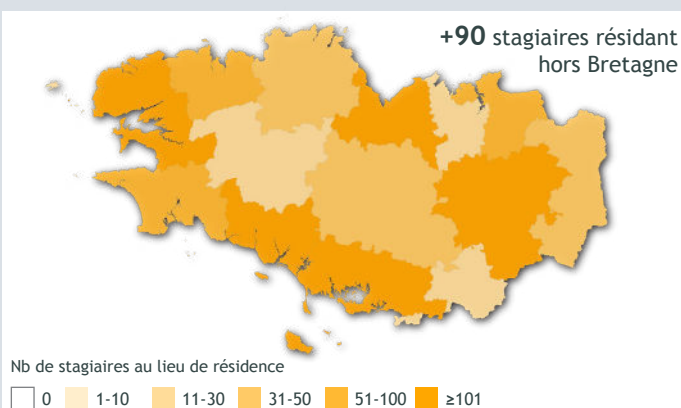 +90 stagiaires résidant
hors Bretagne
Nb de stagiaires au lieu de résidence
0 1-10 11-30 31-50 51-100 ≥101